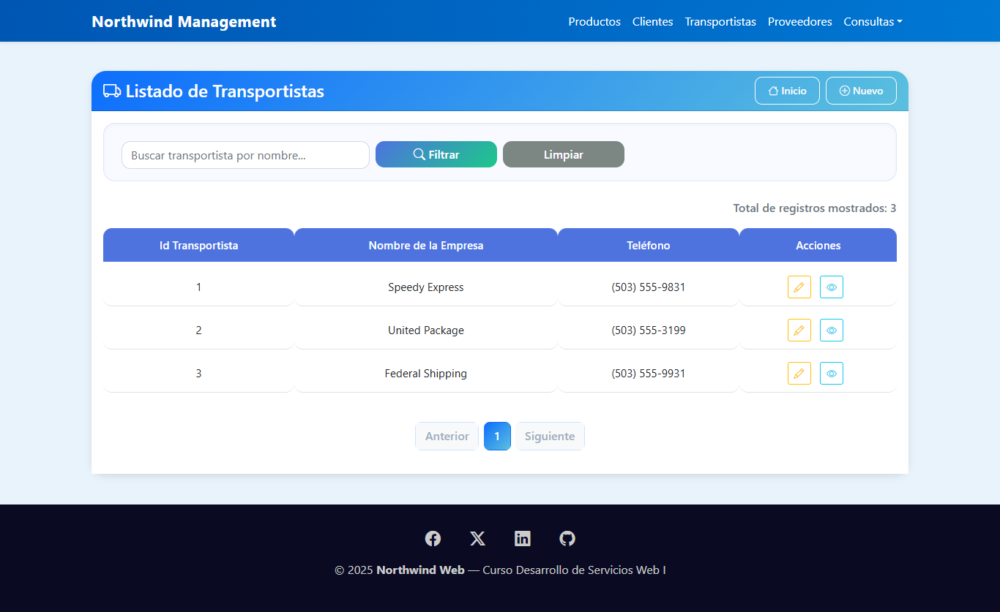 Northwind Management Productos Clientes Transportistas Proveedores Consultas
Listado de Transportistas Inicio Nuevo
Buscar transportista por nombre... Filtrar Limpiar
Total de registros mostrados: 3
Id Transportista Nombre de la Empresa Teléfono Acciones
1 Speedy Express (503) 555-9831
2 United Package (503) 555-3199
3 Federal Shipping (503) 555-9931
Anterior 1 Siguiente
© 2025 Northwind Web — Curso Desarrollo de Servicios Web I